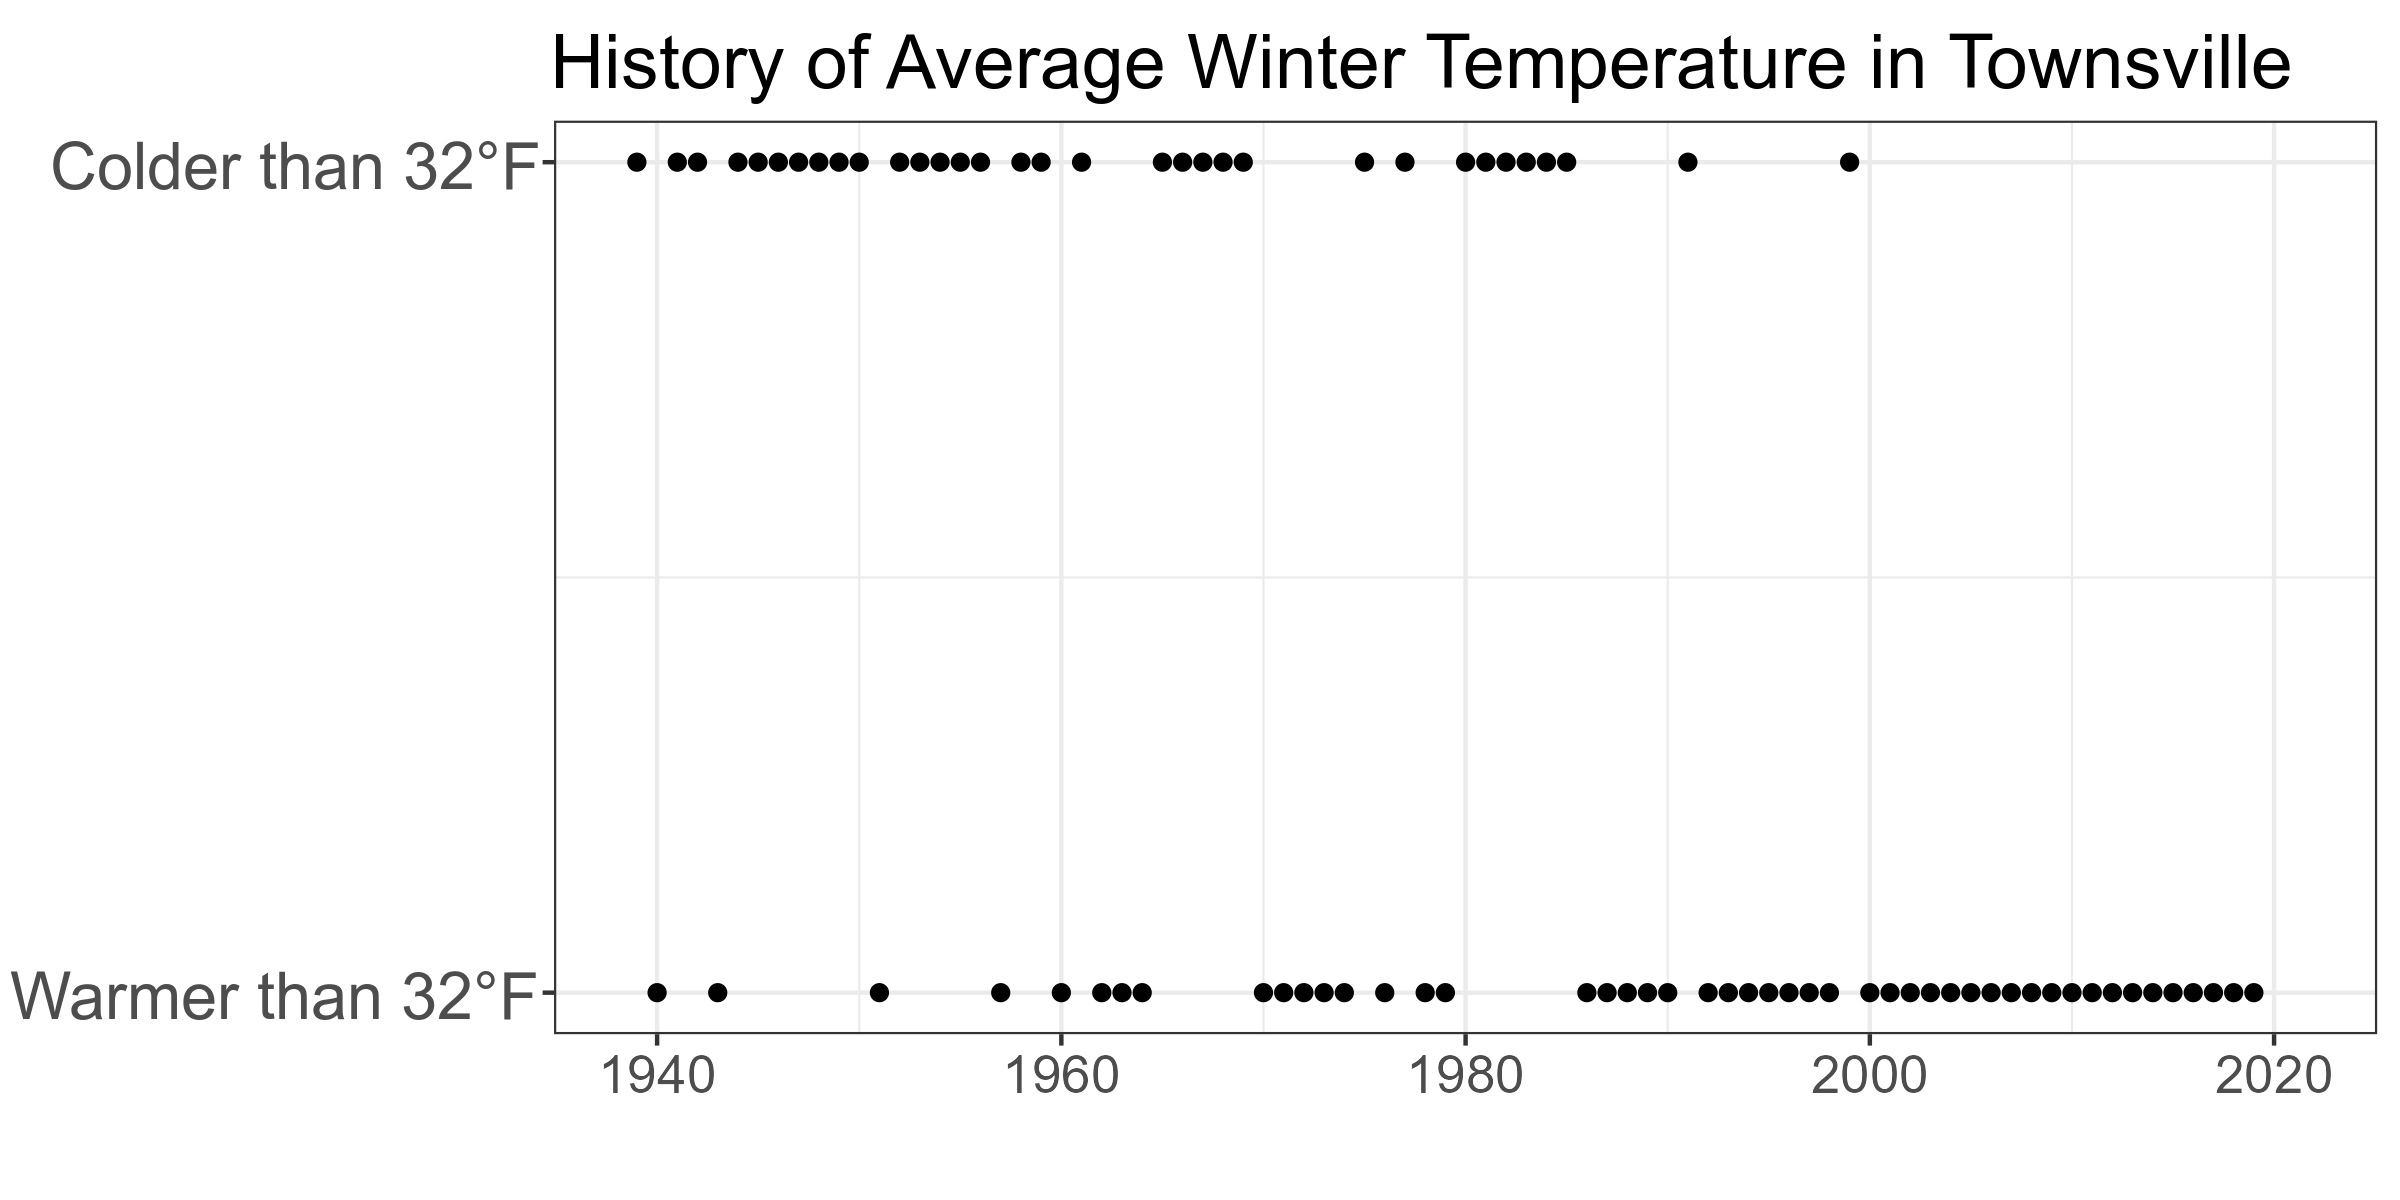 History of Average Winter Temperature in Townsville
Colder than 32°F
Warmer than 32°F
1940 1960 1980 2000 2020